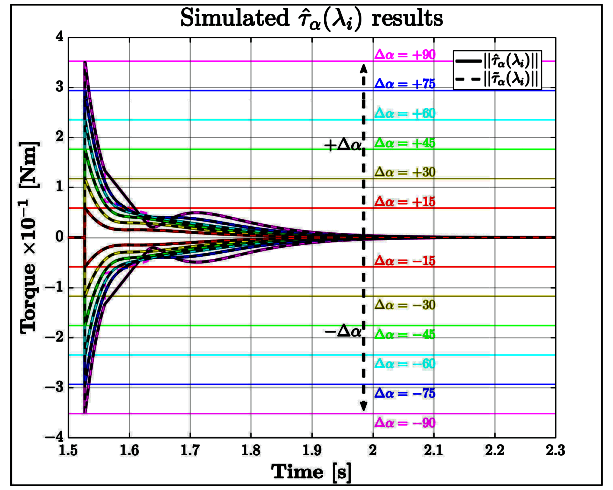 Simulated τ̂α(λi) results
4
3
2
1
0
-1
-2
-3
-4
Torque ×10⁻¹ [Nm]
Δα = +90
Δα = +75
Δα = +60
Δα = +45
Δα = +30
Δα = +15
Δα = −15
Δα = −30
Δα = −45
Δα = −60
Δα = −75
Δα = −90
||τ̂α(λi)||
||τ̄α(λi)||
+Δα
−Δα
1.5 1.6 1.7 1.8 1.9 2 2.1 2.2 2.3
Time [s]